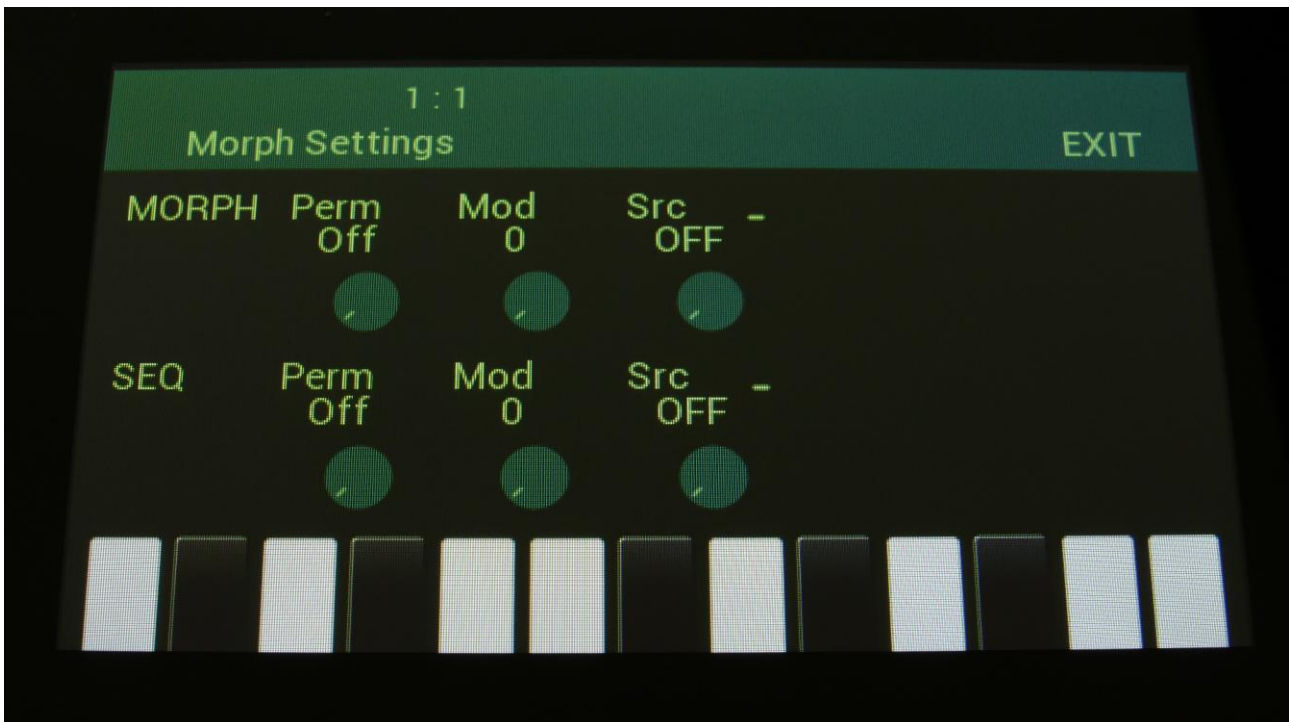 1 : 1
Morph Settings EXIT
MORPH Perm Mod Src -
Off 0 OFF
SEQ Perm Mod Src -
Off 0 OFF